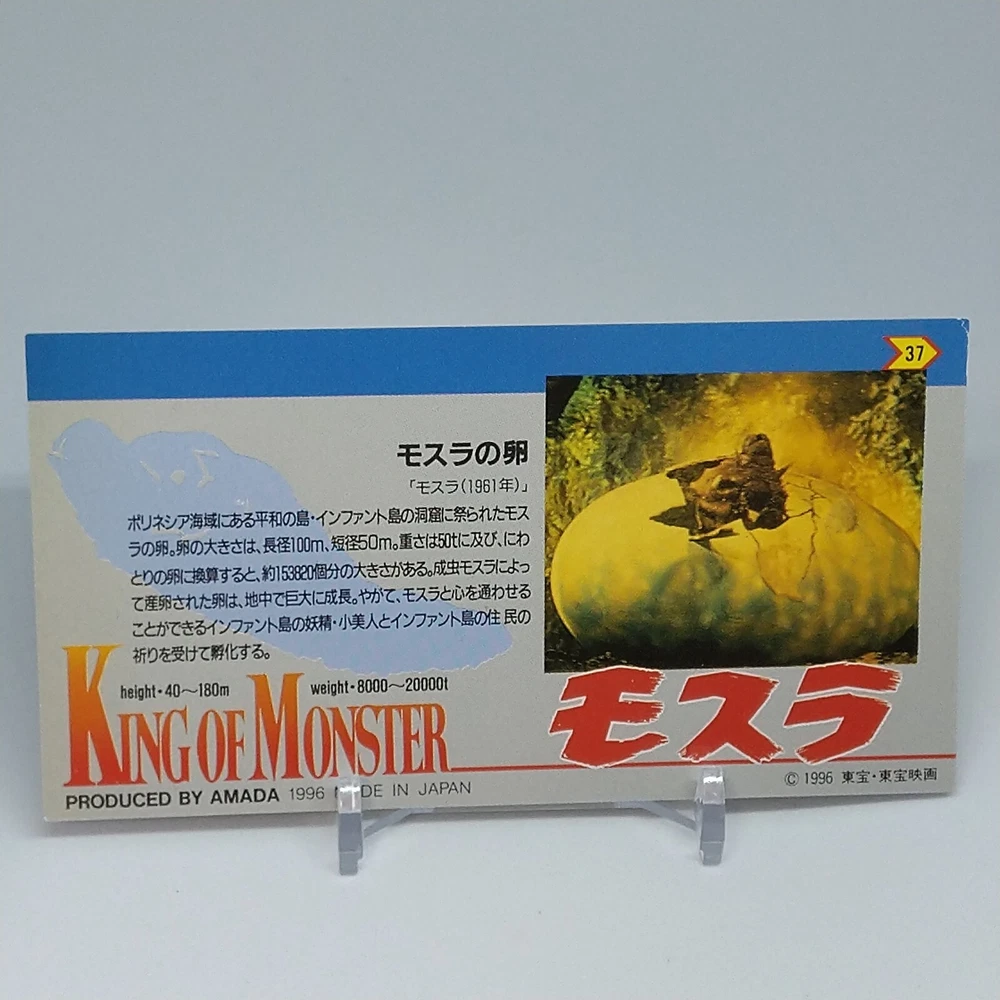 37
モスラの卵
「モスラ(1961年)」
ポリネシア海域にある平和の島・インファント島の洞窟に祭られたモス
ラの卵。卵の大きさは、長径100m、短径50m。重さは50tに及び、にわ
とりの卵に換算すると、約153820個分の大きさがある。成虫モスラによっ
て産卵された卵は、地中で巨大に成長。やがて、モスラと心を通わせる
ことができるインファント島の妖精・小美人とインファント島の住民の
祈りを受けて孵化する。
height・40〜180m weight・8000〜20000t
KING OF MONSTER
モスラ
PRODUCED BY AMADA 1996 MADE IN JAPAN
© 1996 東宝・東宝映画